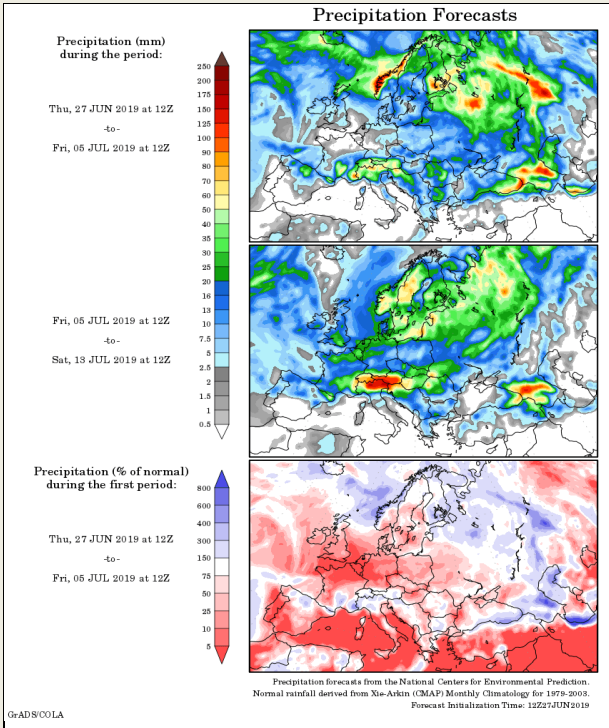 Precipitation Forecasts
Precipitation (mm)
during the period:
Thu, 27 JUN 2019 at 12Z
-to-
Fri, 05 JUL 2019 at 12Z
250
200
175
150
125
100
90
80
70
60
50
40
35
30
25
20
16
13
10
7.5
5
2.5
2
1.5
1
0.5
Fri, 05 JUL 2019 at 12Z
-to-
Sat, 13 JUL 2019 at 12Z
Precipitation (% of normal)
during the first period:
Thu, 27 JUN 2019 at 12Z
-to-
Fri, 05 JUL 2019 at 12Z
800
600
400
300
150
75
50
25
10
5
Precipitation forecasts from the National Centers for Environmental Prediction.
Normal rainfall derived from Xie-Arkin (CMAP) Monthly Climatology for 1979-2003.
Forecast Initialization Time: 12Z27JUN2019
GrADS/COLA